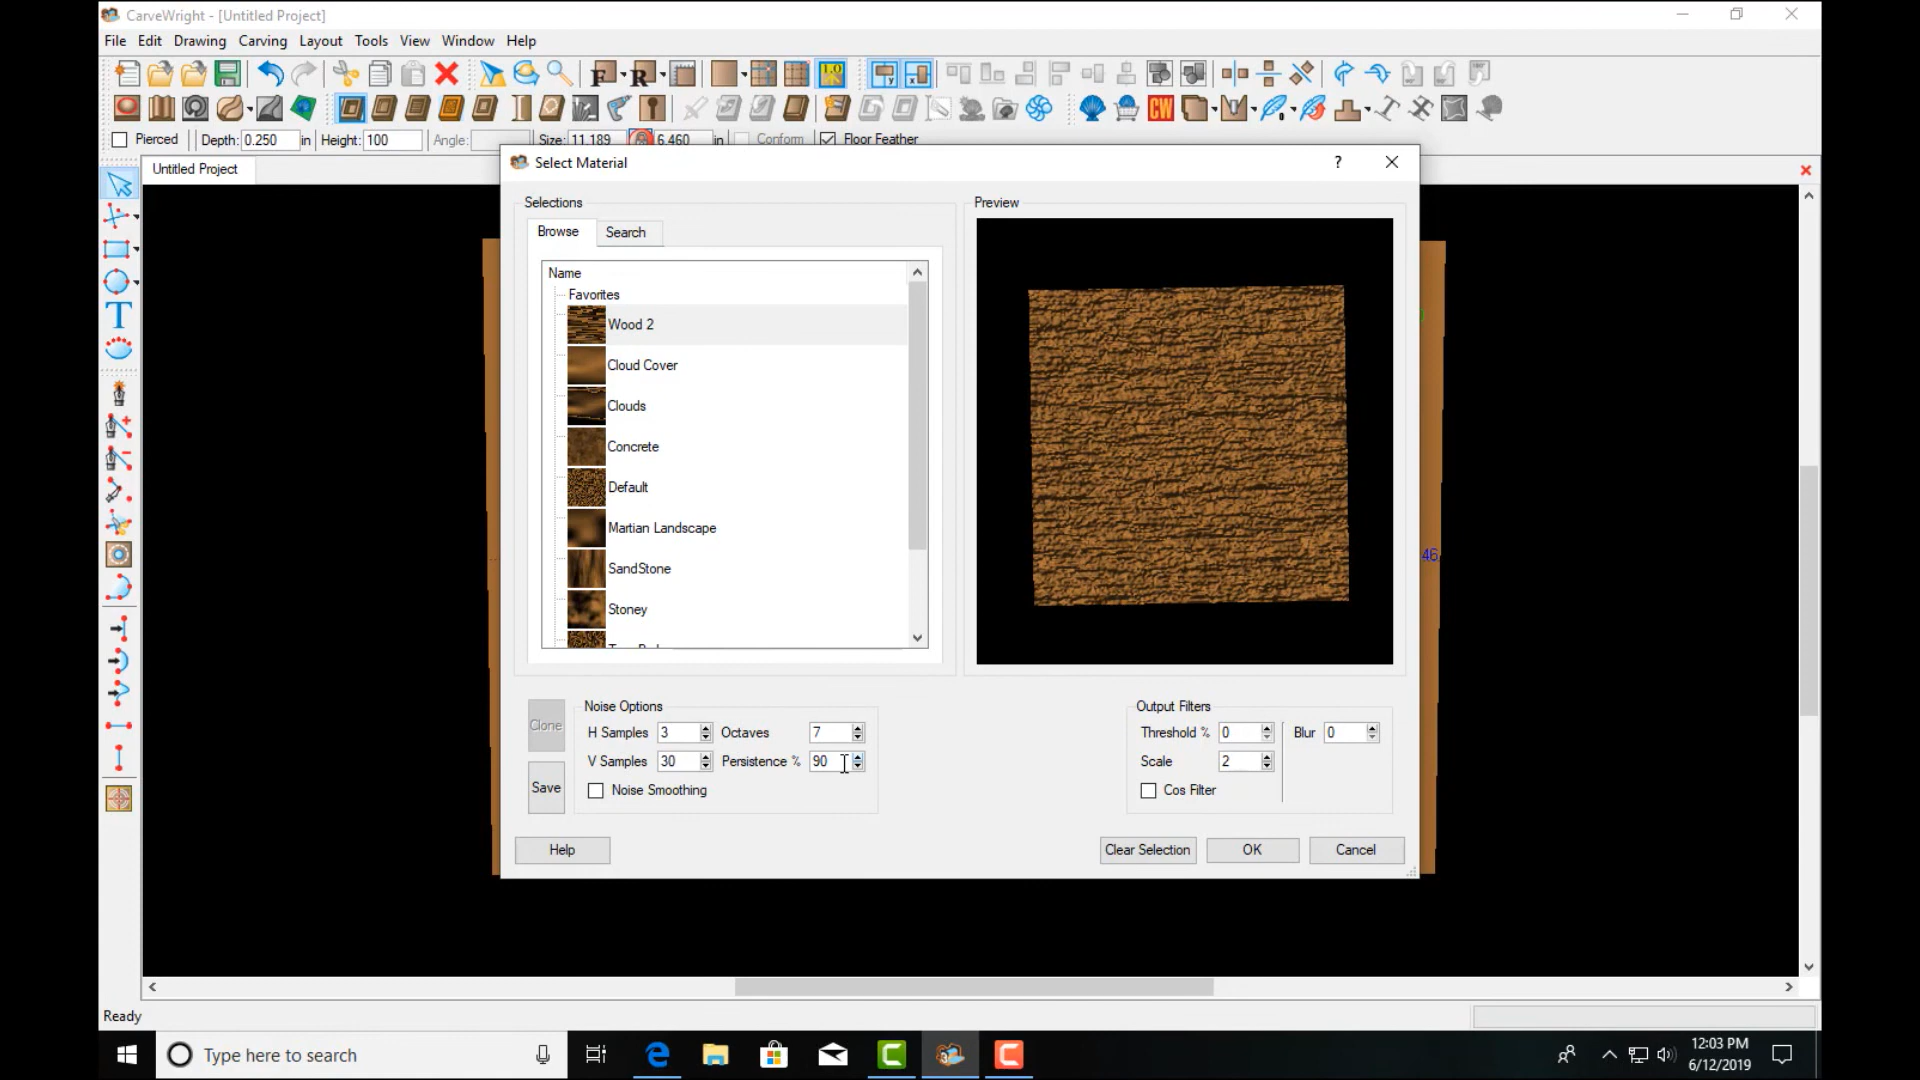 CarveWright - [Untitled Project]
File Edit Drawing Carving Layout Tools View Window Help
F R 1.0 CW
Pierced Depth: 0.250 in Height: 100 Angle: Size: 11.189 6.460 in Conform Floor Feather
Untitled Project
Select Material
?
Selections
Preview
Browse Search
Name
Favorites
Wood 2
Cloud Cover
Clouds
Concrete
Default
Martian Landscape
SandStone
Stoney
T
46
Clone
Noise Options
H Samples 3 Octaves 7
V Samples 30 Persistence % 90
Noise Smoothing
Save
Output Filters
Threshold % 0 Blur 0
Scale 2
Cos Filter
Help Clear Selection OK Cancel
Ready
Type here to search
12:03 PM
6/12/2019